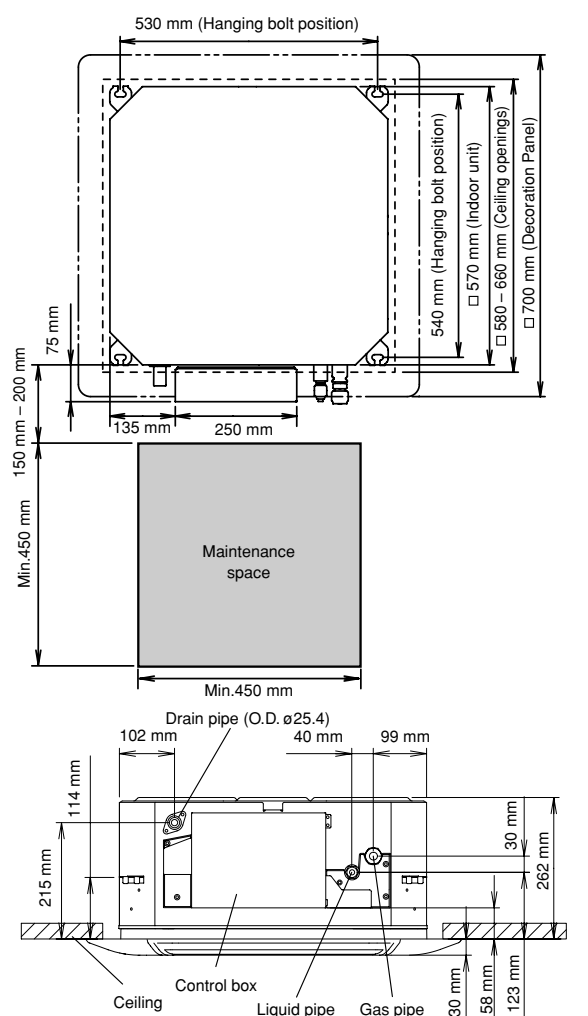 530 mm (Hanging bolt position)
540 mm (Hanging bolt position)
□ 570 mm (Indoor unit)
□ 580 – 660 mm (Ceiling openings)
□ 700 mm (Decoration Panel)
75 mm
150 mm – 200 mm
135 mm
250 mm
Min.450 mm
Maintenance
space
Min.450 mm
Drain pipe (O.D. ø25.4)
102 mm
40 mm
99 mm
114 mm
215 mm
30 mm
262 mm
Ceiling
Control box
Liquid pipe
Gas pipe
30 mm
58 mm
123 mm